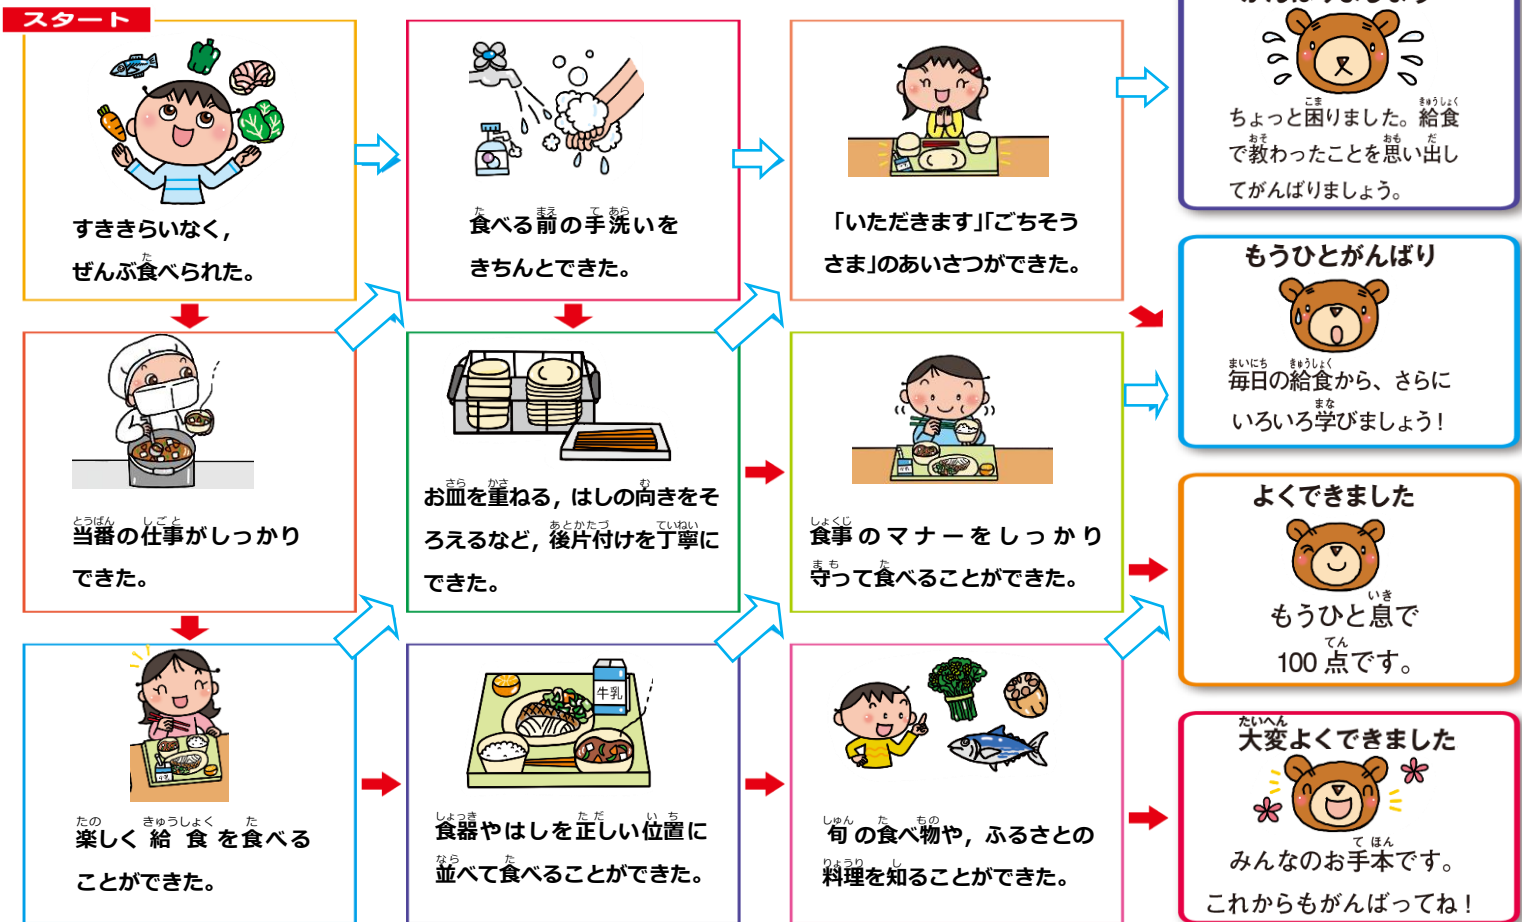 スタート
すききらいなく，
ぜんぶ食べられた。
食べる前の手洗いを
きちんとできた。
「いただきます」「ごちそう
さま」のあいさつができた。
ちょっと困りました。給食
で教わったことを思い出し
てがんばりましょう。
当番の仕事がしっかり
できた。
お皿を重ねる，はしの向きをそ
ろえるなど，後片付けを丁寧に
できた。
食事のマナーをしっかり
守って食べることができた。
もうひとがんばり
毎日の給食から、さらに
いろいろ学びましょう！
よくできました
もうひと息で
100点です。
楽しく給食を食べる
ことができた。
牛乳
食器やはしを正しい位置に
並べて食べることができた。
旬の食べ物や，ふるさとの
料理を知ることができた。
大変よくできました
みんなのお手本です。
これからもがんばってね！